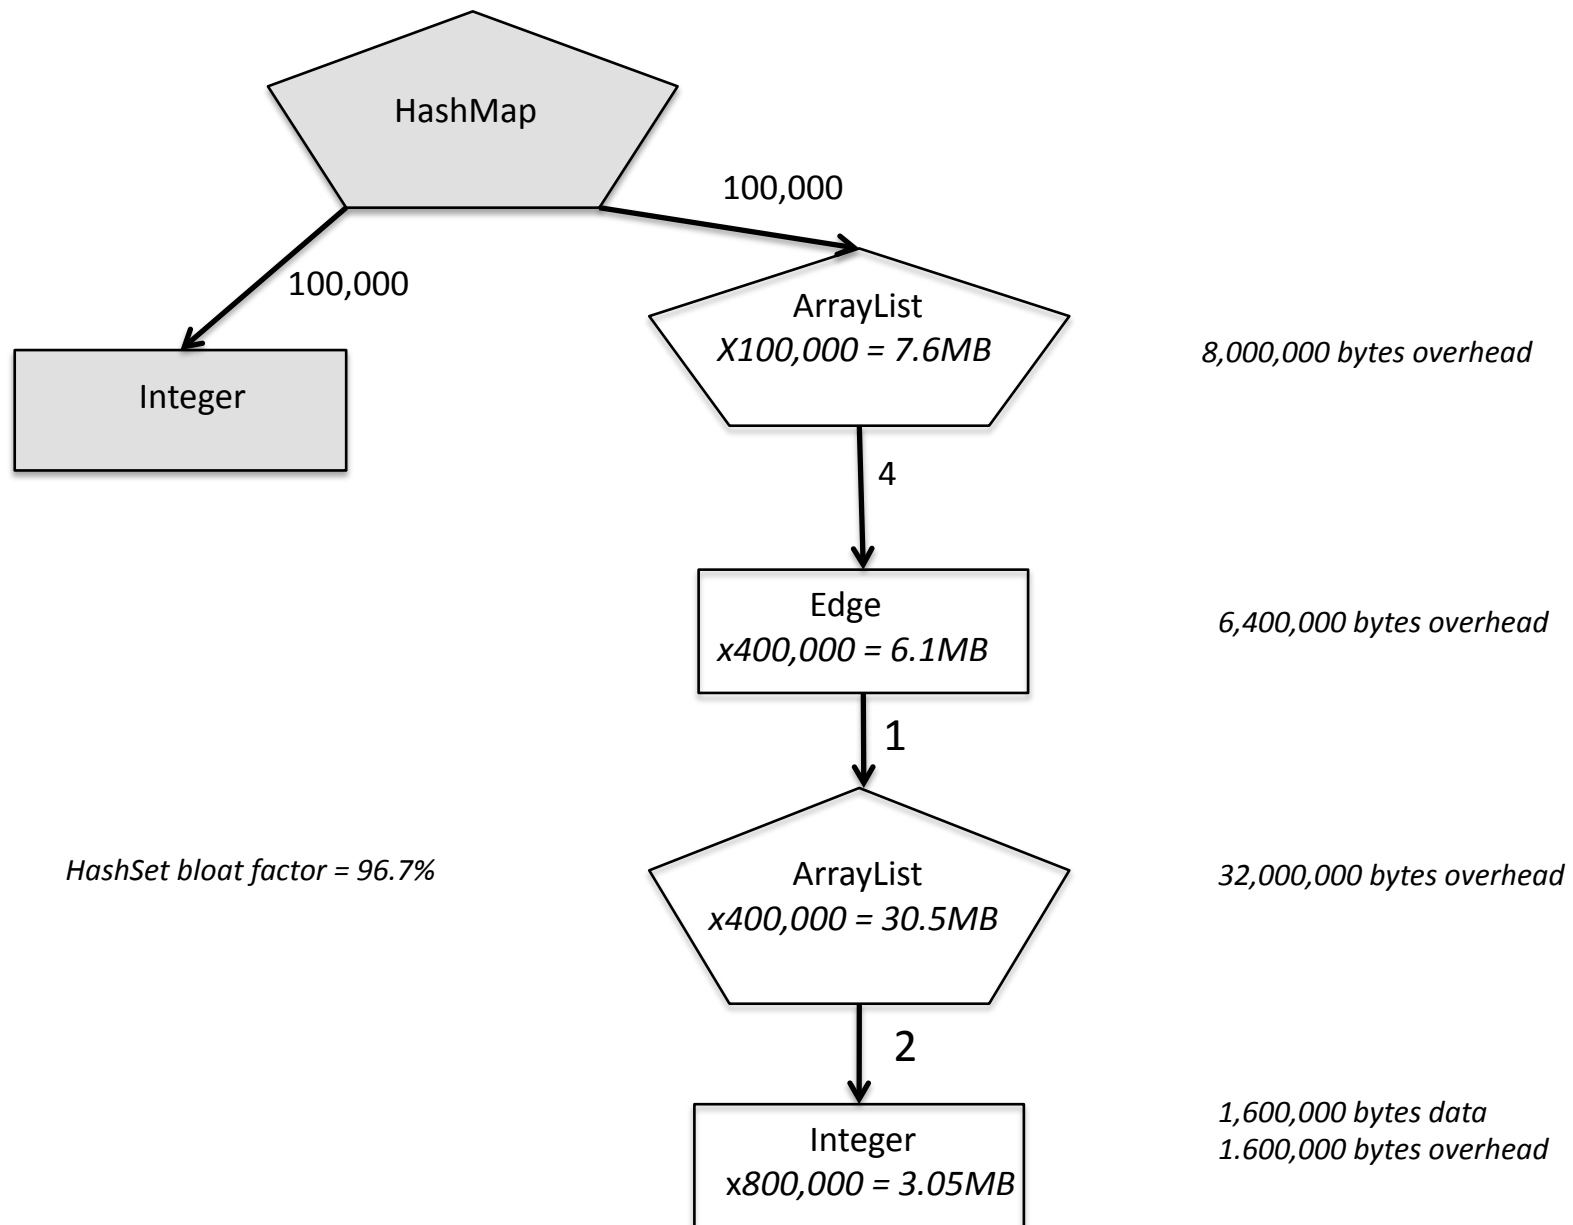 HashMap
100,000
100,000
Integer
ArrayList
X100,000 = 7.6MB
8,000,000 bytes overhead
4
Edge
x400,000 = 6.1MB
6,400,000 bytes overhead
1
HashSet bloat factor = 96.7%
ArrayList
x400,000 = 30.5MB
32,000,000 bytes overhead
2
Integer
x800,000 = 3.05MB
1,600,000 bytes data
1.600,000 bytes overhead